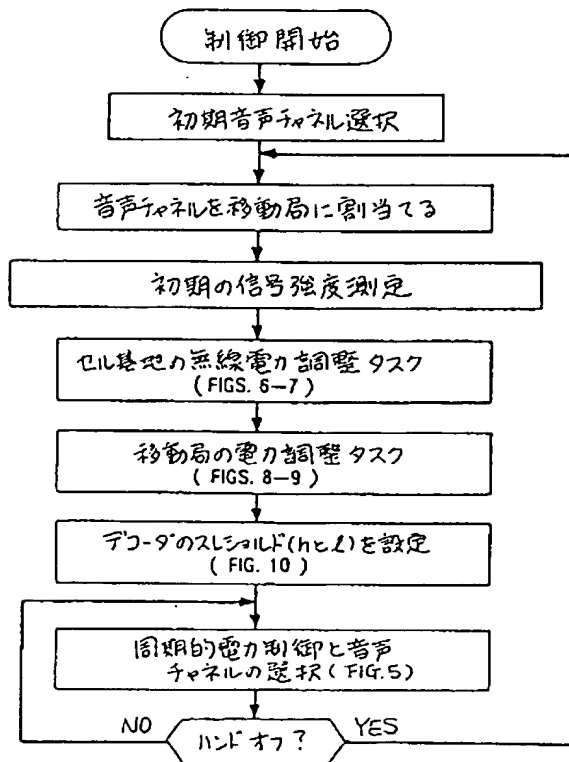 制御開始
初期音声チャネル選択
音声チャネルを移動局に割当てる
初期の信号強度測定
セル基地の無線電力調整タスク
(FIGS. 6-7)
移動局の電力調整タスク
(FIGS. 8-9)
デコーダのスレショルド(hとl)を設定
(FIG. 10)
周期的電力制御と音声
チャネルの選択(FIG.5)
NO
ハンドオフ?
YES